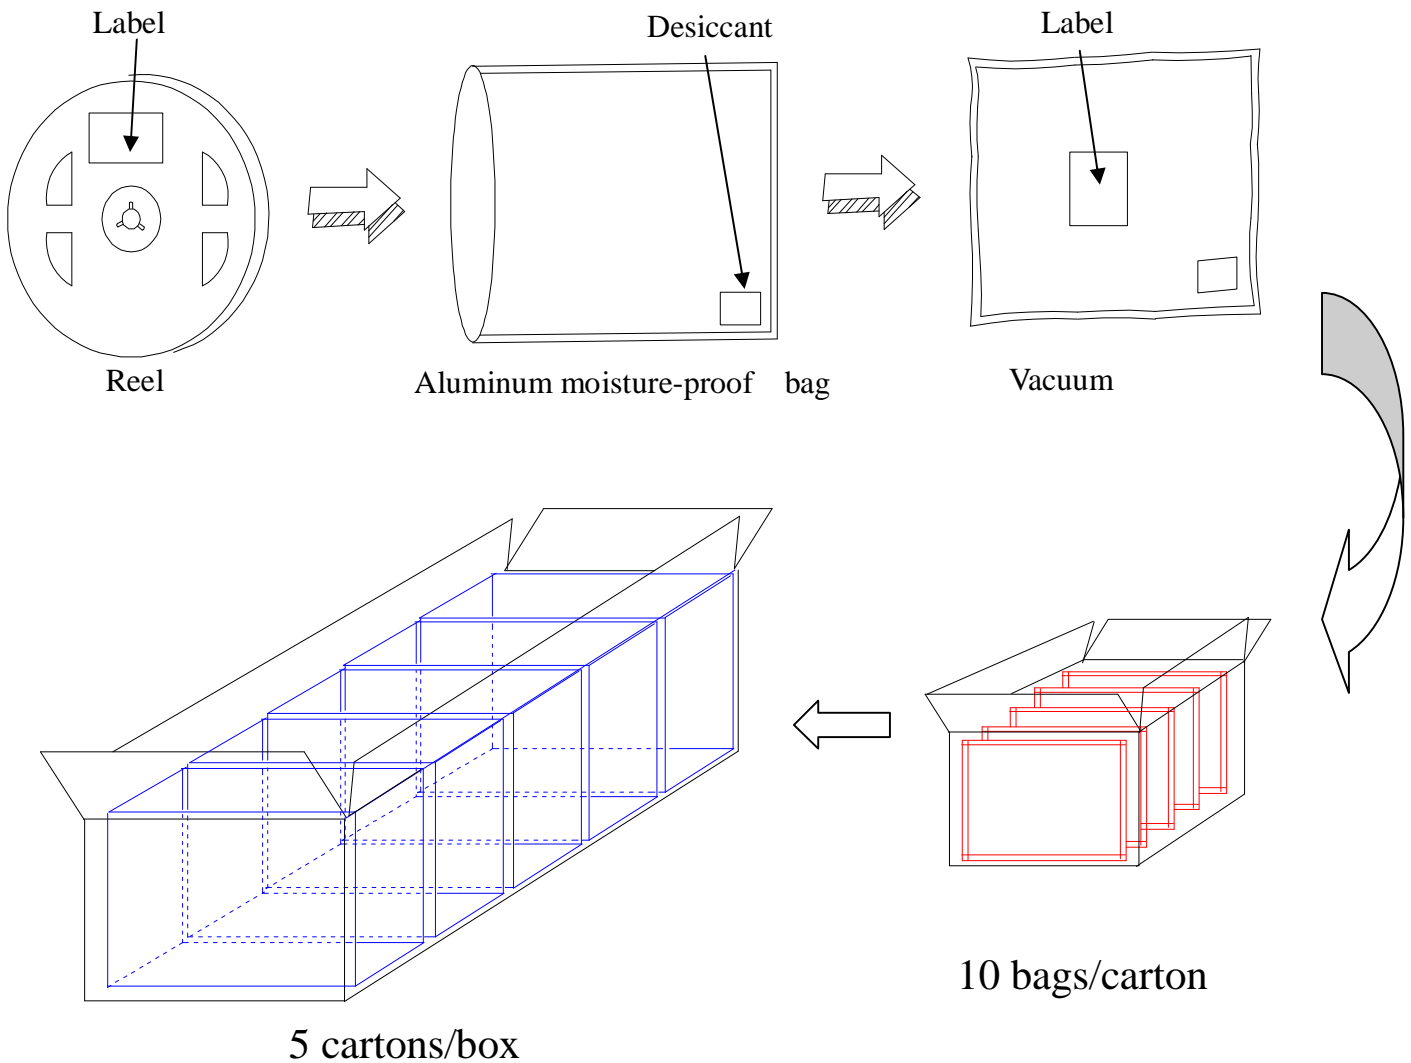 Label
Desiccant
Label
Reel
Aluminum moisture-proof bag
Vacuum
10 bags/carton
5 cartons/box